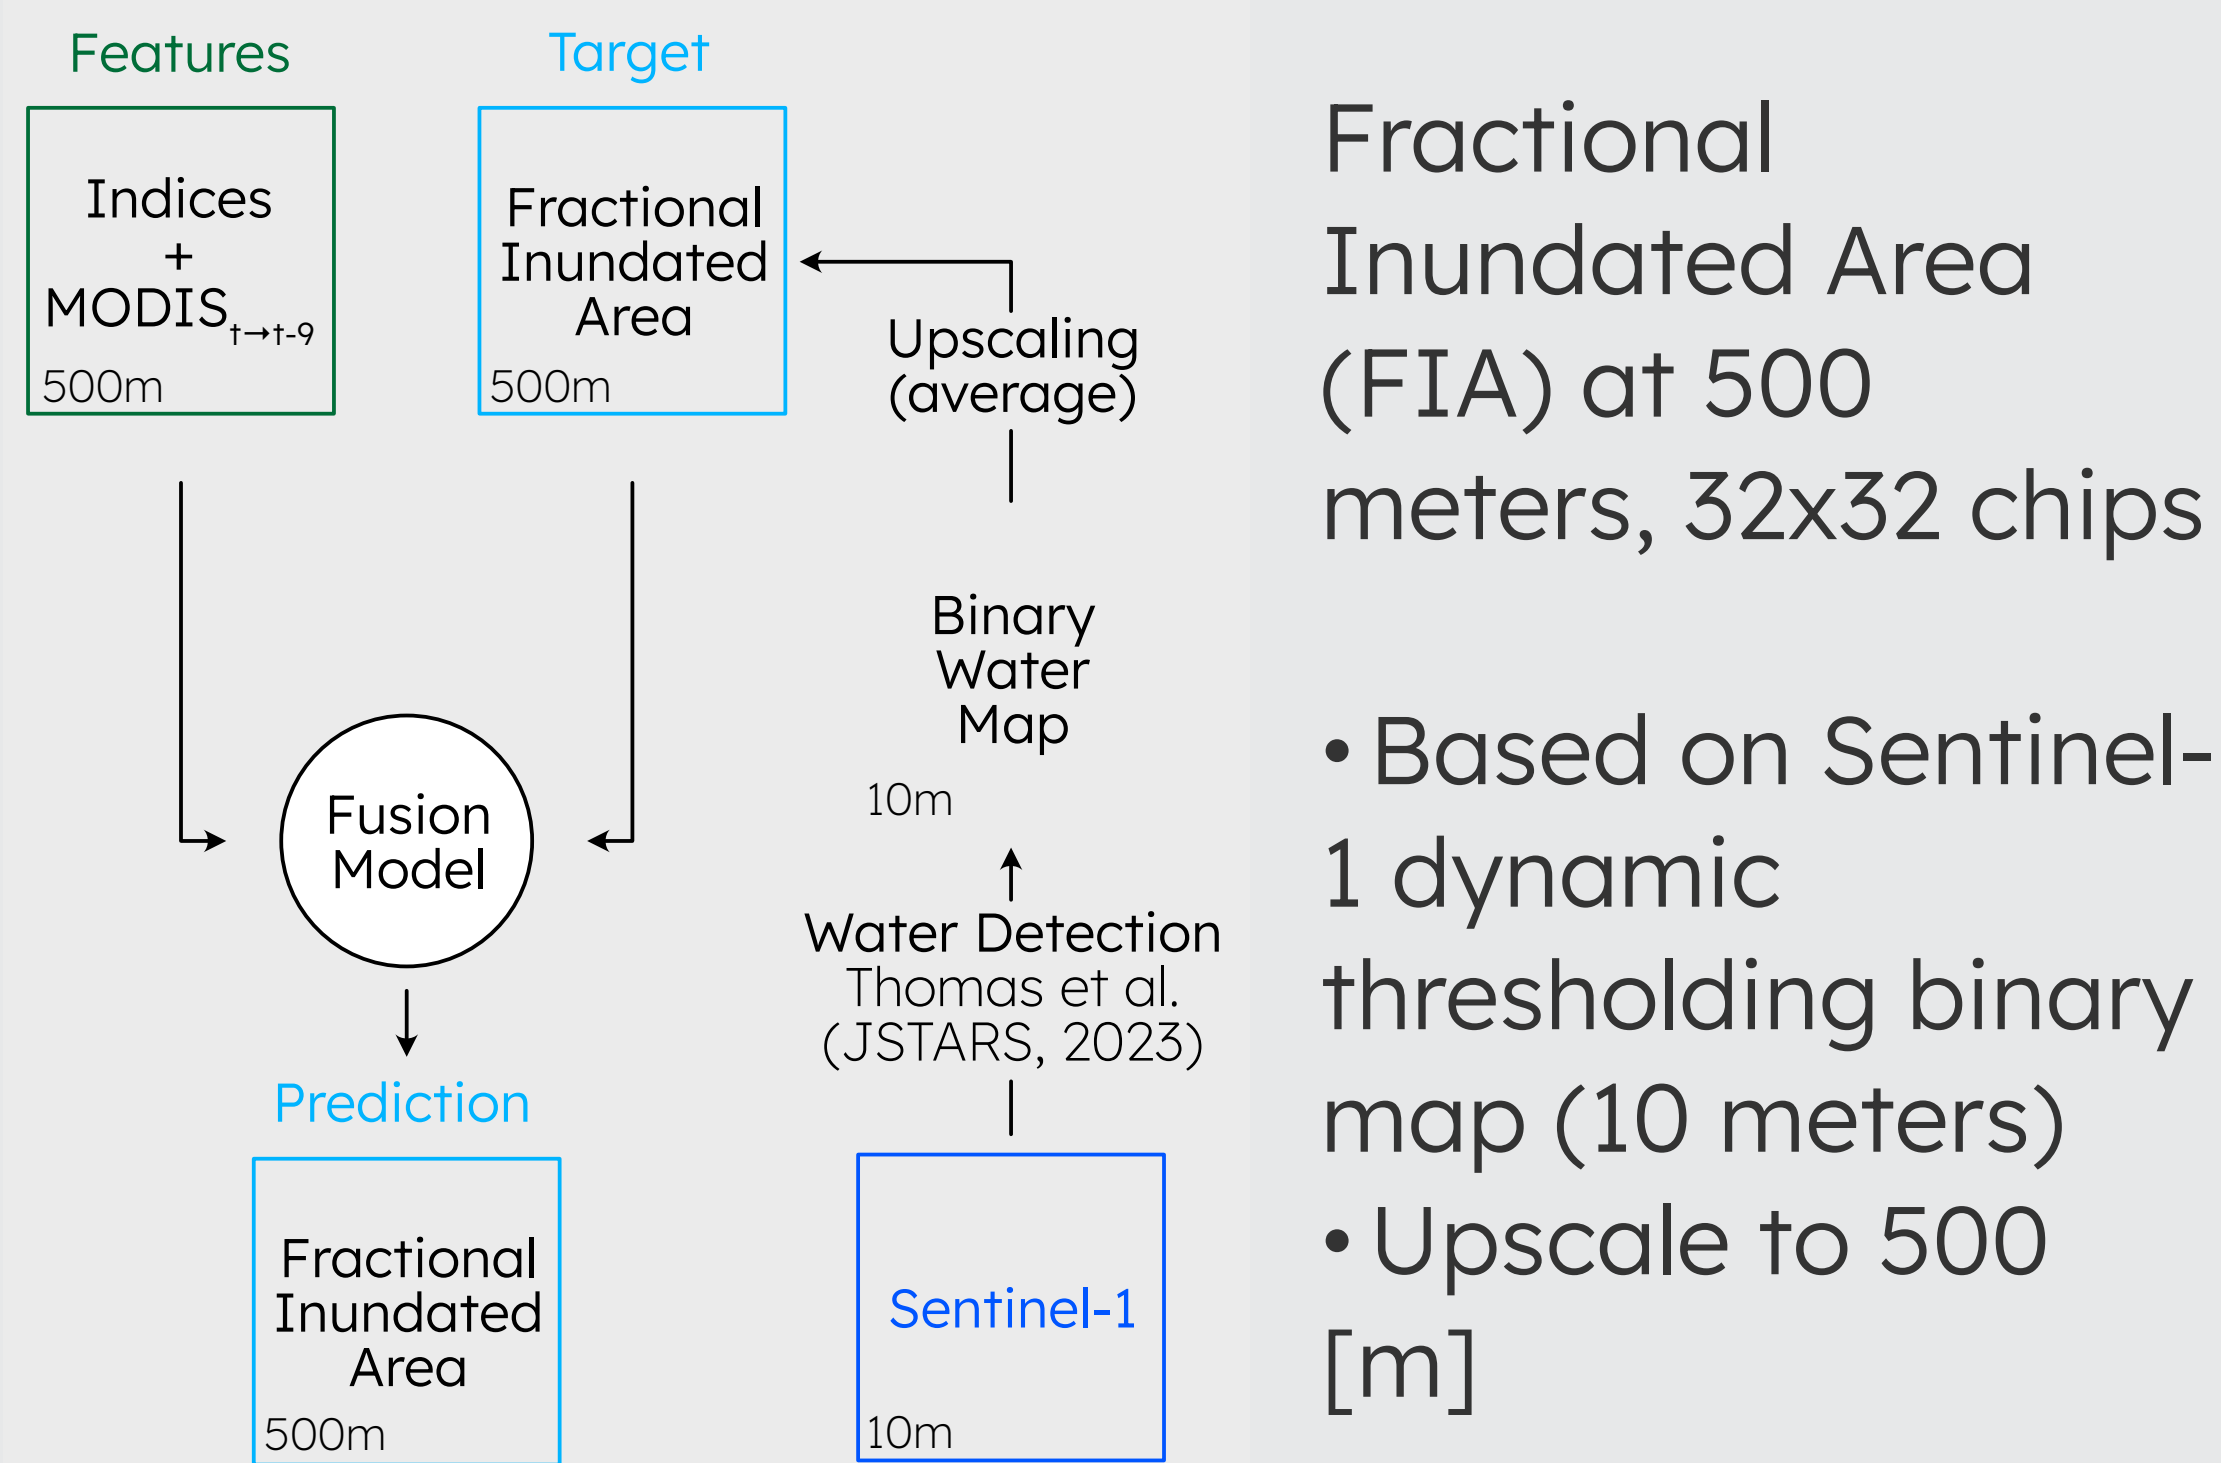 Features
Indices
+
MODIS t→t-9
500m
Target
Fractional
Inundated
Area
500m
Upscaling
(average)
Binary
Water
Map
10m
Water Detection
Thomas et al.
(JSTARS, 2023)
Sentinel-1
10m
Fusion
Model
Prediction
Fractional
Inundated
Area
500m
Fractional
Inundated Area
(FIA) at 500
meters, 32x32 chips
• Based on Sentinel-
1 dynamic
thresholding binary
map (10 meters)
• Upscale to 500
[m]